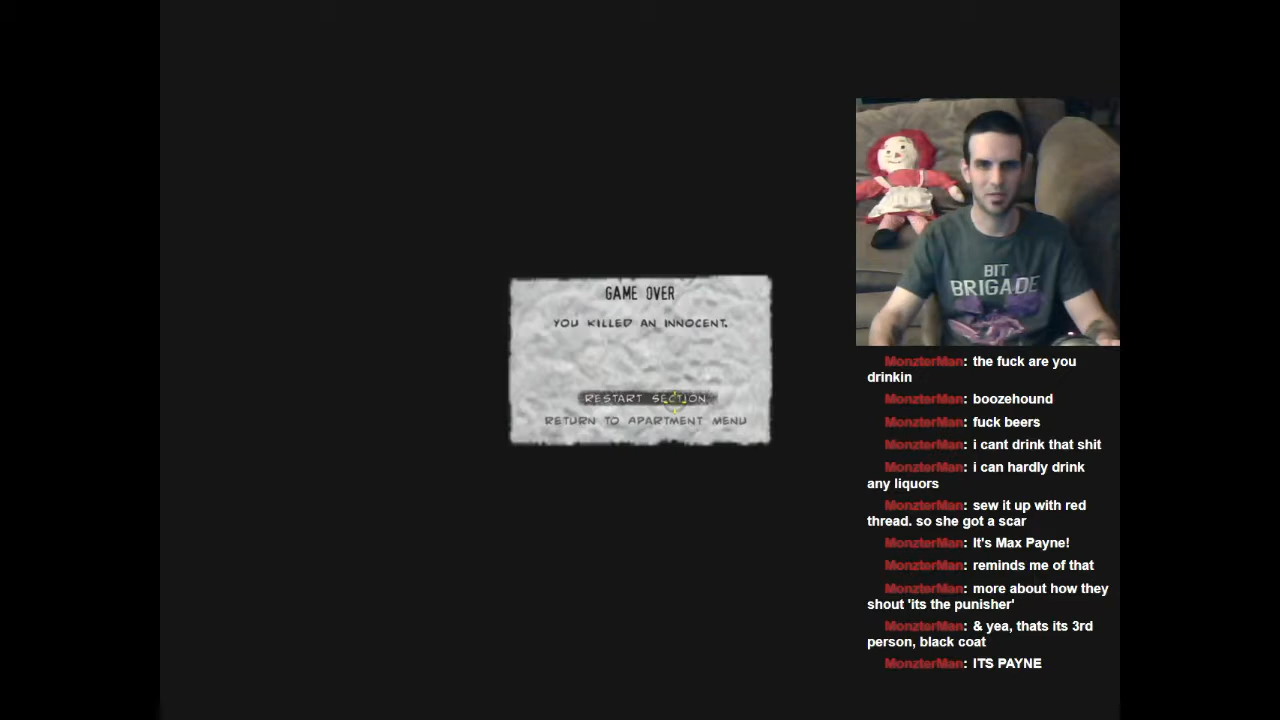 GAME OVER
YOU KILLED AN INNOCENT.
RESTART SECTION
RETURN TO APARTMENT MENU
BIT
BRIGADE
MonzterMan: the fuck are you
drinkin
MonzterMan: boozehound
MonzterMan: fuck beers
MonzterMan: i cant drink that shit
MonzterMan: i can hardly drink
any liquors
MonzterMan: sew it up with red
thread. so she got a scar
MonzterMan: It's Max Payne!
MonzterMan: reminds me of that
MonzterMan: more about how they
shout 'its the punisher'
MonzterMan: & yea, thats its 3rd
person, black coat
MonzterMan: ITS PAYNE